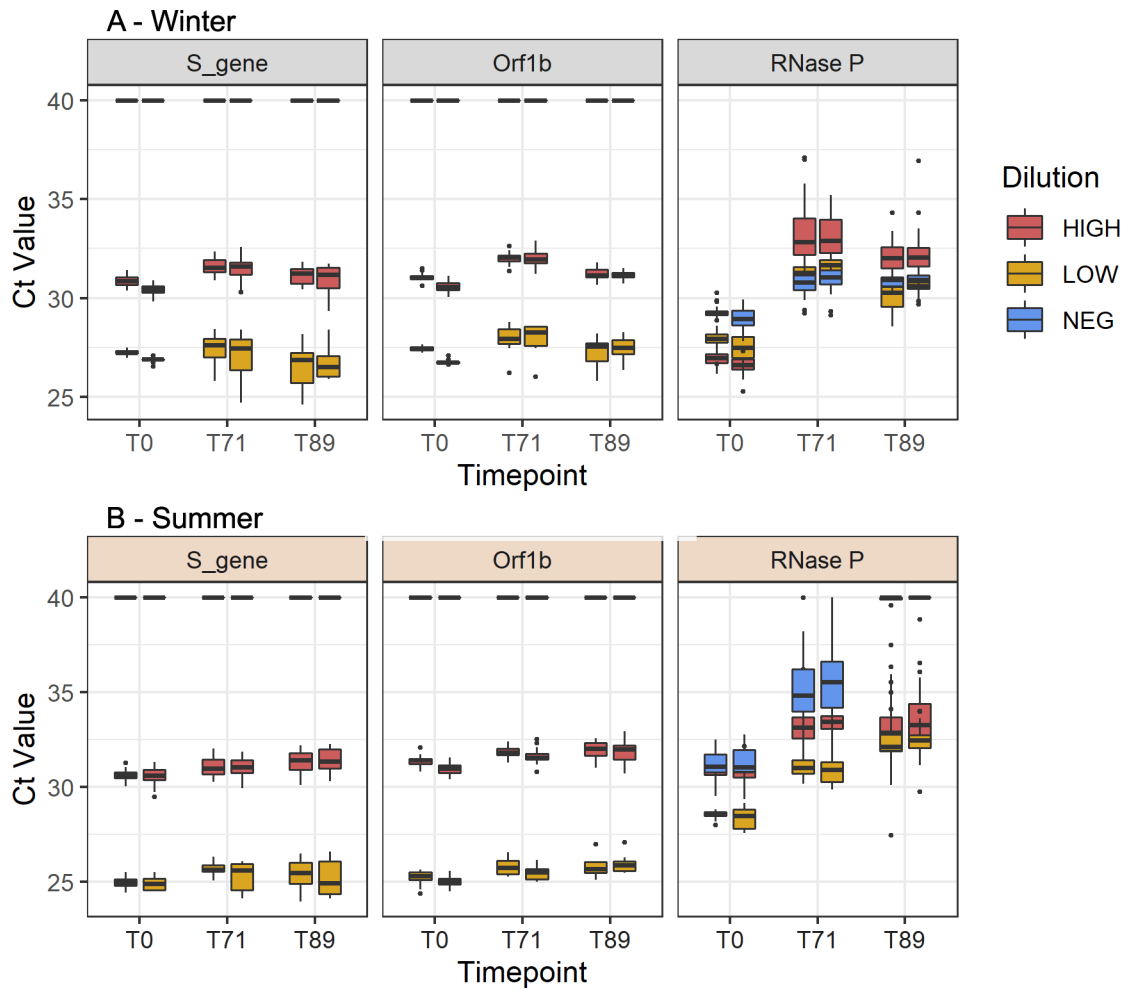 A - Winter
S_gene Orf1b RNase P
40
35
30
25
Ct Value
T0 T71 T89 T0 T71 T89 T0 T71 T89
Timepoint
Dilution
HIGH
LOW
NEG
B - Summer
S_gene Orf1b RNase P
40
35
30
25
Ct Value
T0 T71 T89 T0 T71 T89 T0 T71 T89
Timepoint